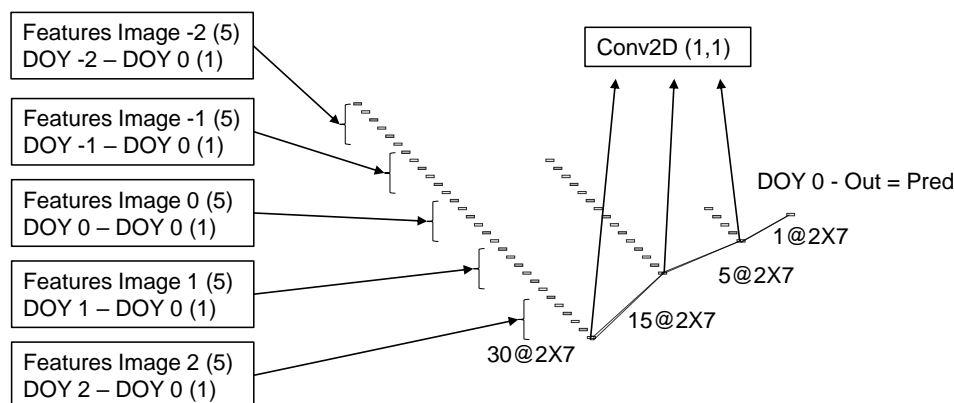 Features Image -2 (5)
DOY -2 – DOY 0 (1)
Features Image -1 (5)
DOY -1 – DOY 0 (1)
Features Image 0 (5)
DOY 0 – DOY 0 (1)
Features Image 1 (5)
DOY 1 – DOY 0 (1)
Features Image 2 (5)
DOY 2 – DOY 0 (1)
Conv2D (1,1)
30@2X7
15@2X7
5@2X7
1@2X7
DOY 0 - Out = Pred